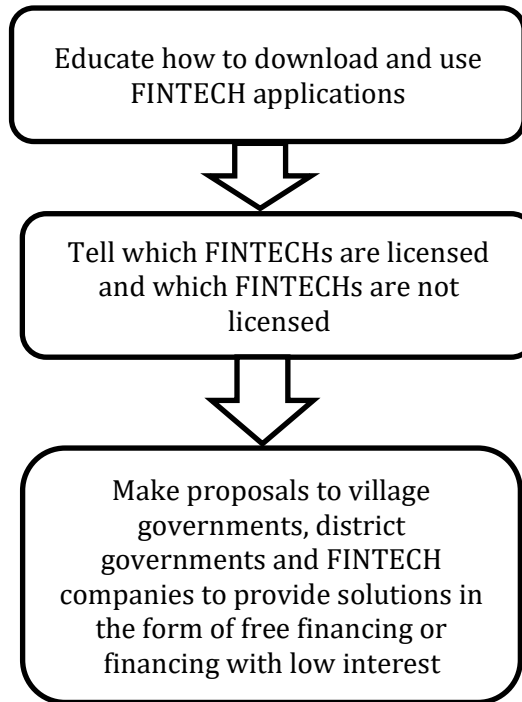 Educate how to download and use
FINTECH applications
Tell which FINTECHs are licensed
and which FINTECHs are not
licensed
Make proposals to village
governments, district
governments and FINTECH
companies to provide solutions in
the form of free financing or
financing with low interest